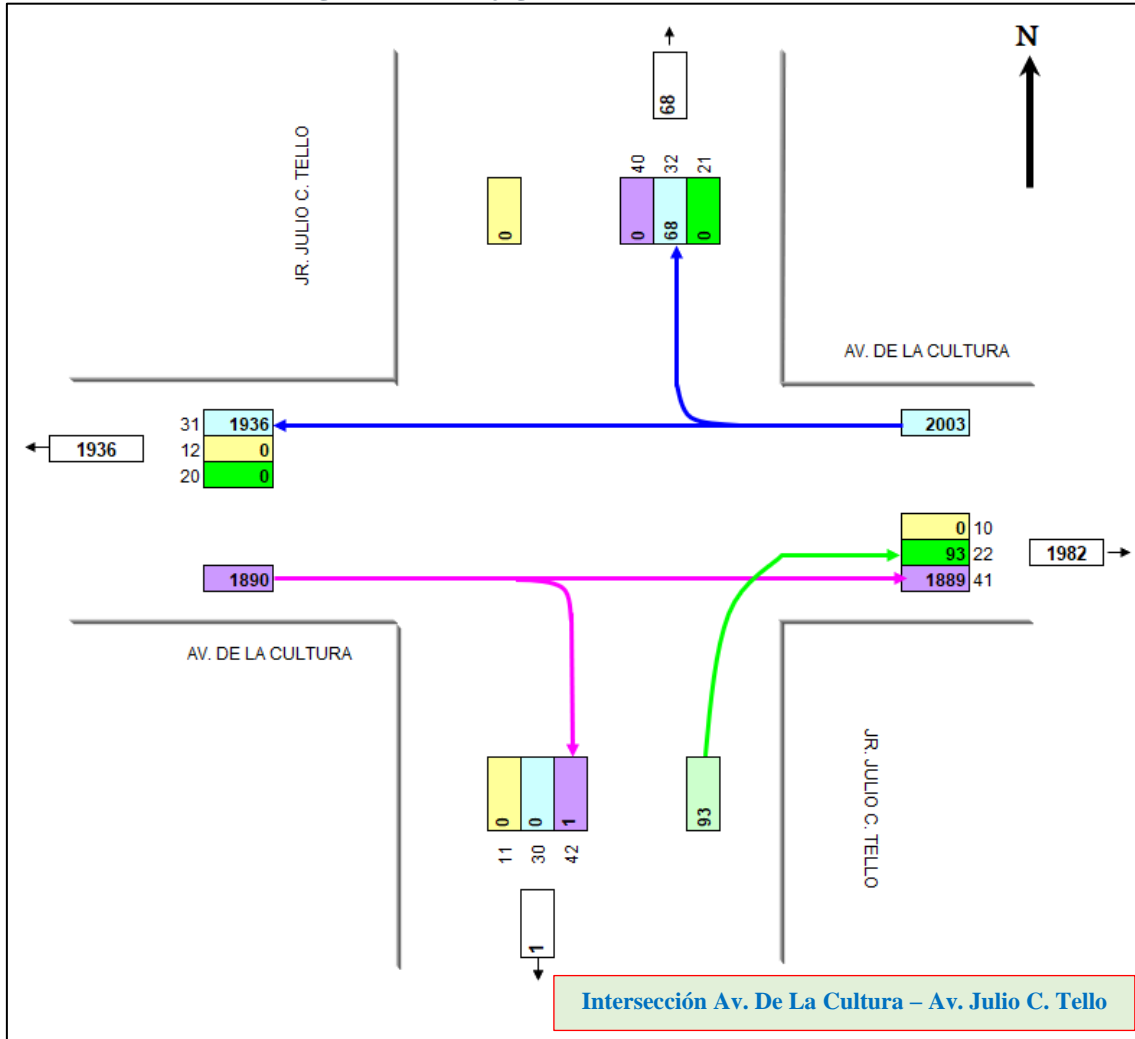 N
68
JR. JULIO C. TELLO
40 32 21
0
0 68 0
AV. DE LA CULTURA
31 1936
2003
1936
12 0
20 0
0 10
93 22
1982
1890
1889 41
AV. DE LA CULTURA
JR. JULIO C. TELLO
0 0 1
93
11 30 42
1
Intersección Av. De La Cultura – Av. Julio C. Tello